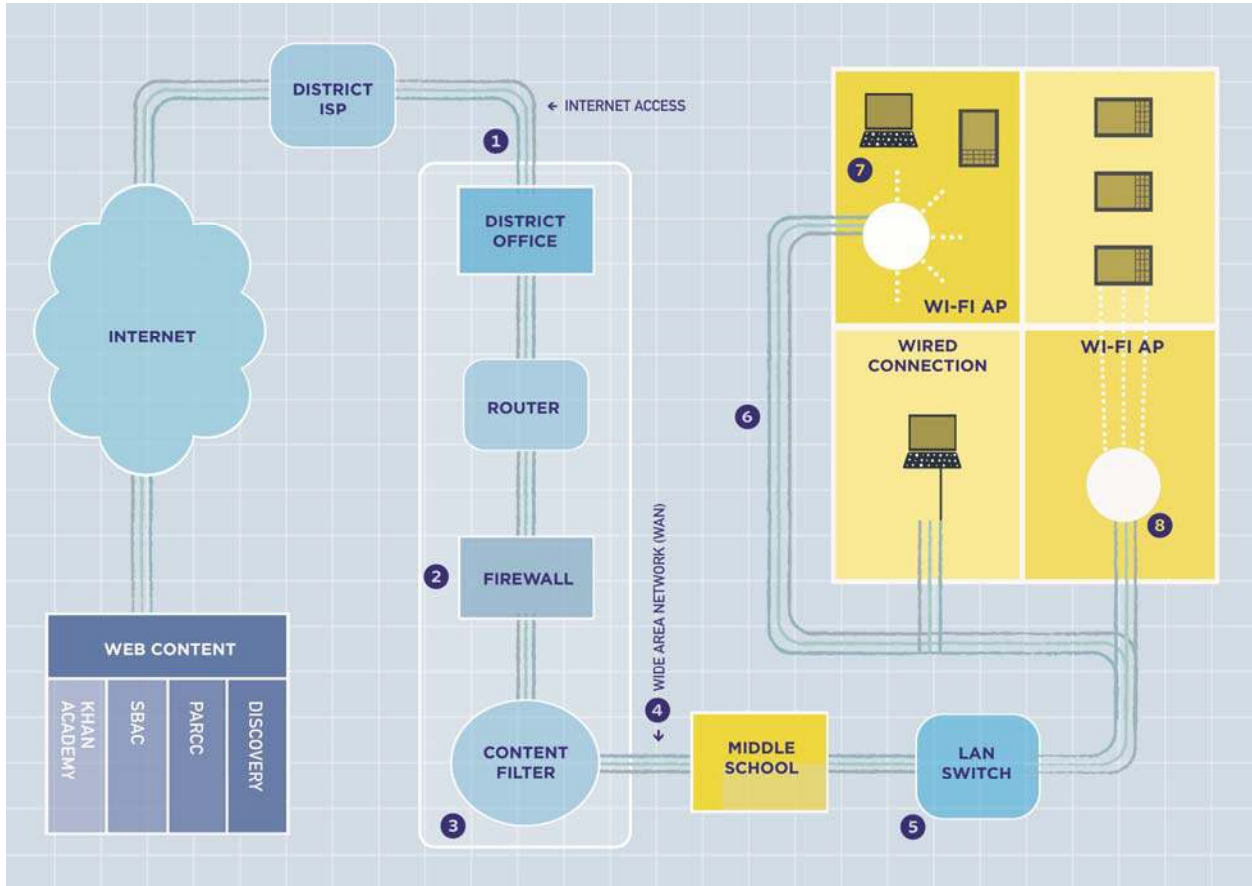 DISTRICT
ISP
← INTERNET ACCESS
1
DISTRICT
OFFICE
INTERNET
ROUTER
2
FIREWALL
WEB CONTENT
KHAN
ACADEMY
SBAC
PARCC
DISCOVERY
CONTENT
FILTER
3
WIDE AREA NETWORK (WAN)
4
↓
MIDDLE
SCHOOL
LAN
SWITCH
5
6
7
WI-FI AP
WIRED
CONNECTION
WI-FI AP
8